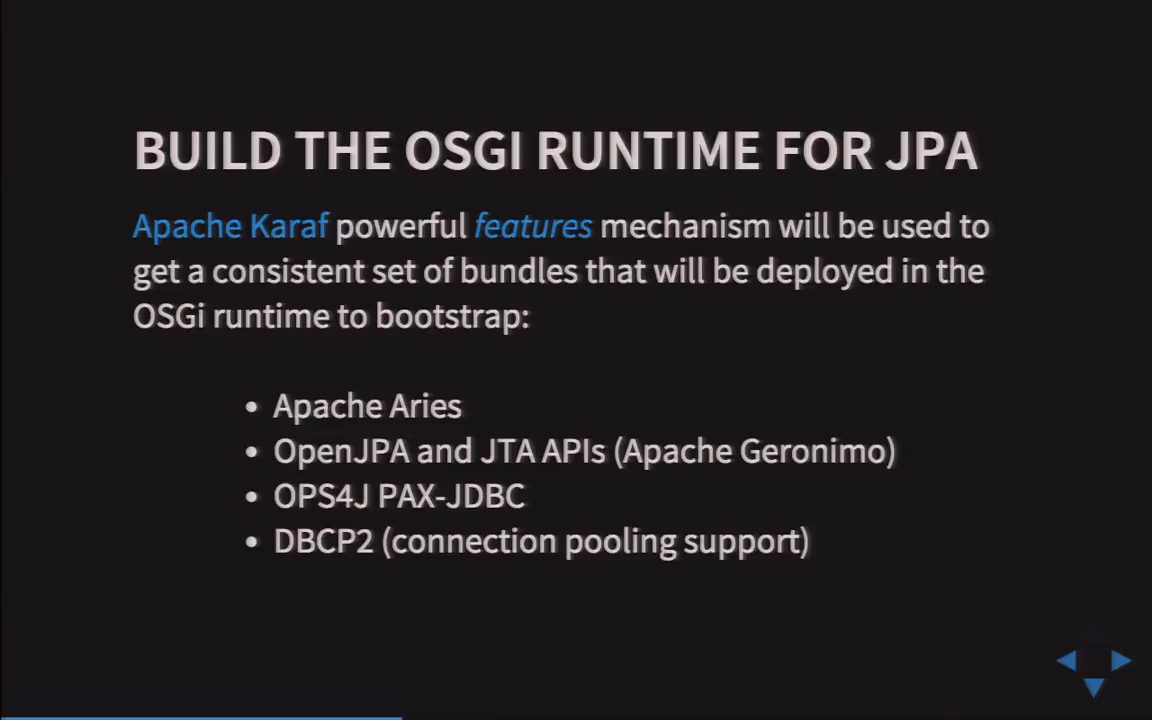 BUILD THE OSGI RUNTIME FOR JPA
Apache Karaf powerful features mechanism will be used to
get a consistent set of bundles that will be deployed in the
OSGi runtime to bootstrap:
• Apache Aries
• OpenJPA and JTA APIs (Apache Geronimo)
• OPS4J PAX-JDBC
• DBCP2 (connection pooling support)